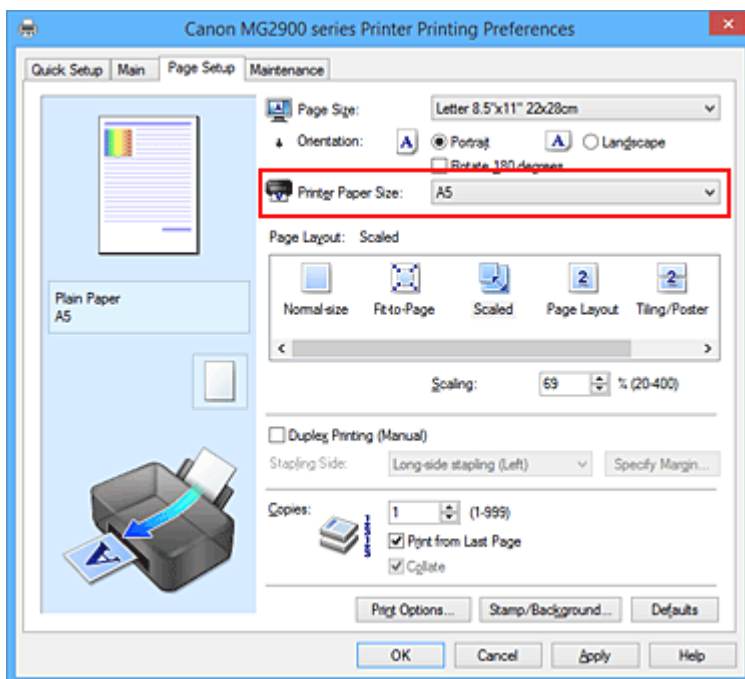 Canon MG2900 series Printer Printing Preferences
Quick Setup Main Page Setup Maintenance
Page Size: Letter 8.5"x11" 22x28cm
Orientation: A Portrait A Landscape
Rotate 180 degrees
Printer Paper Size: A5
Page Layout: Scaled
Normal-size Fit-to-Page Scaled Page Layout Tiling/Poster
Plain Paper
A5
Scaling: 69 % (20-400)
Duplex Printing (Manual)
Stapling Side: Long-side stapling (Left) Specify Margin...
Copies: 1 (1-999)
Print from Last Page
Collate
Print Options... Stamp/Background... Defaults
OK Cancel Apply Help